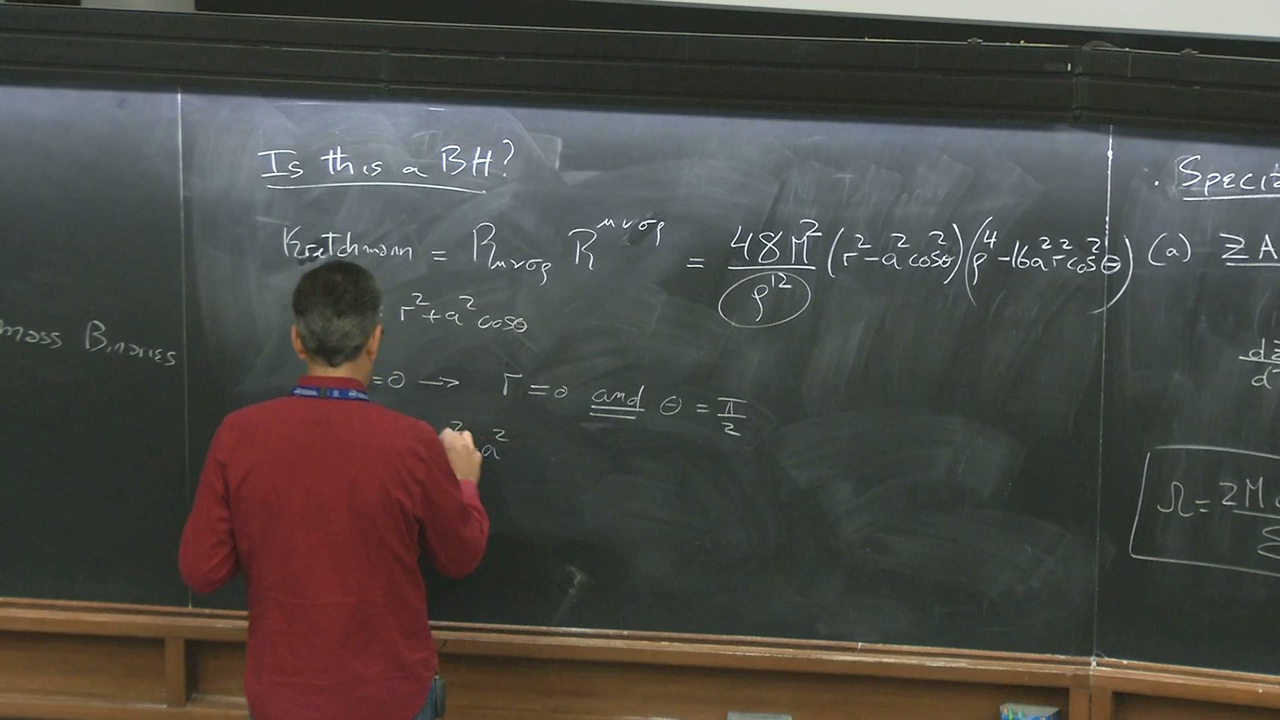 Is this a BH?
Kretchmann = R_{μνσρ} R^{μνσρ} = 48M²/ρ¹² (r²-a²cos²θ)(ρ⁴-16a²r²cos²θ)
r²+a²cos²θ
=0 → r=0 and θ=π/2
a²
mass Binaries
(a) ZA
Ω=2M